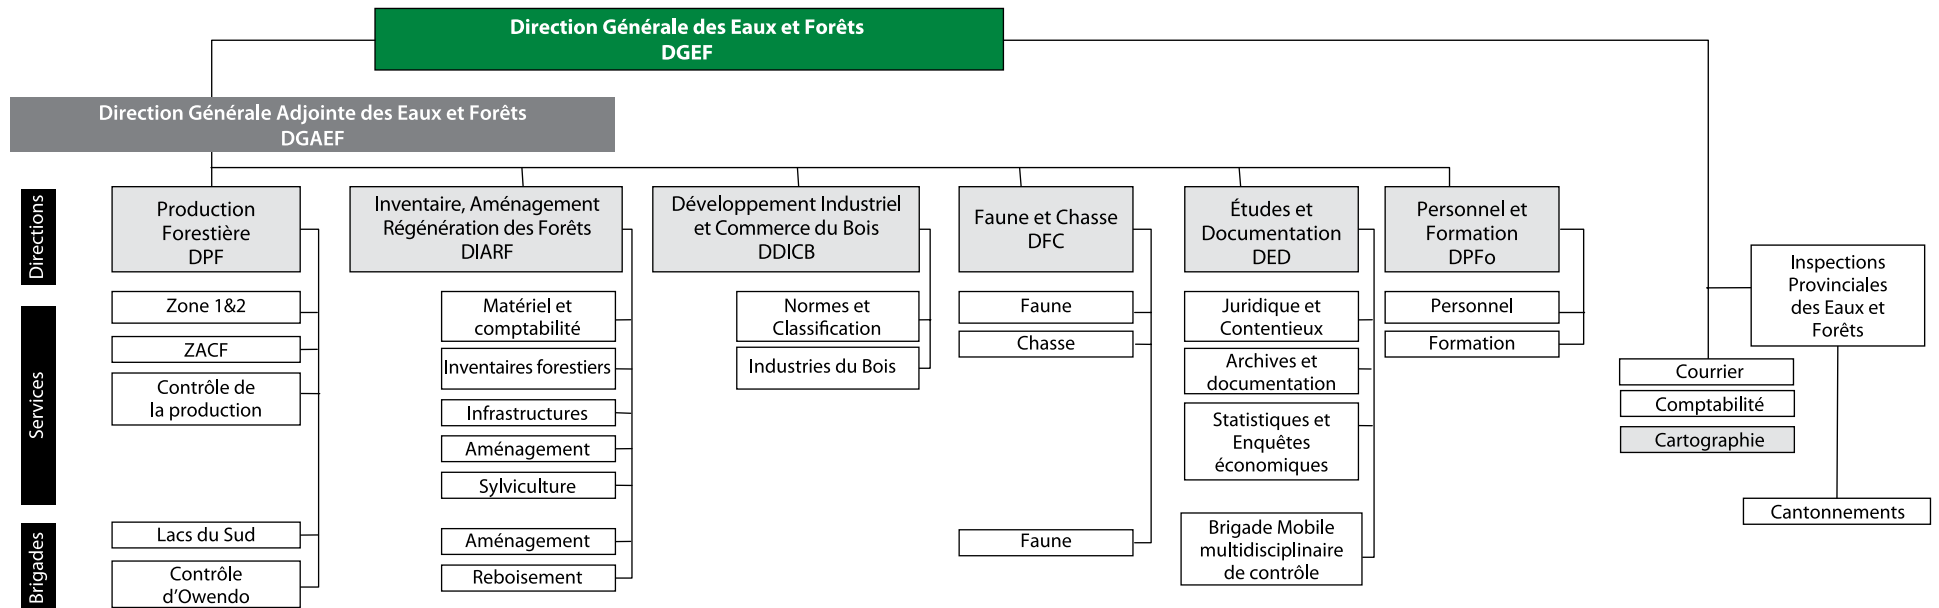 Direction Générale des Eaux et Forêts
DGEF
Direction Générale Adjointe des Eaux et Forêts
DGAEF
Directions
Production
Forestière
DPF
Inventaire, Aménagement
Régénération des Forêts
DIARF
Développement Industriel
et Commerce du Bois
DDICB
Faune et Chasse
DFC
Études et
Documentation
DED
Personnel et
Formation
DPFo
Inspections
Provinciales
des Eaux et
Forêts
Services
Zone 1&2
ZACF
Contrôle de
la production
Matériel et
comptabilité
Inventaires forestiers
Infrastructures
Aménagement
Sylviculture
Normes et
Classification
Industries du Bois
Faune
Chasse
Juridique et
Contentieux
Archives et
documentation
Statistiques et
Enquêtes
économiques
Personnel
Formation
Courrier
Comptabilité
Cartographie
Cantonnements
Brigades
Lacs du Sud
Contrôle
d'Owendo
Aménagement
Reboisement
Faune
Brigade Mobile
multidisciplinaire
de contrôle